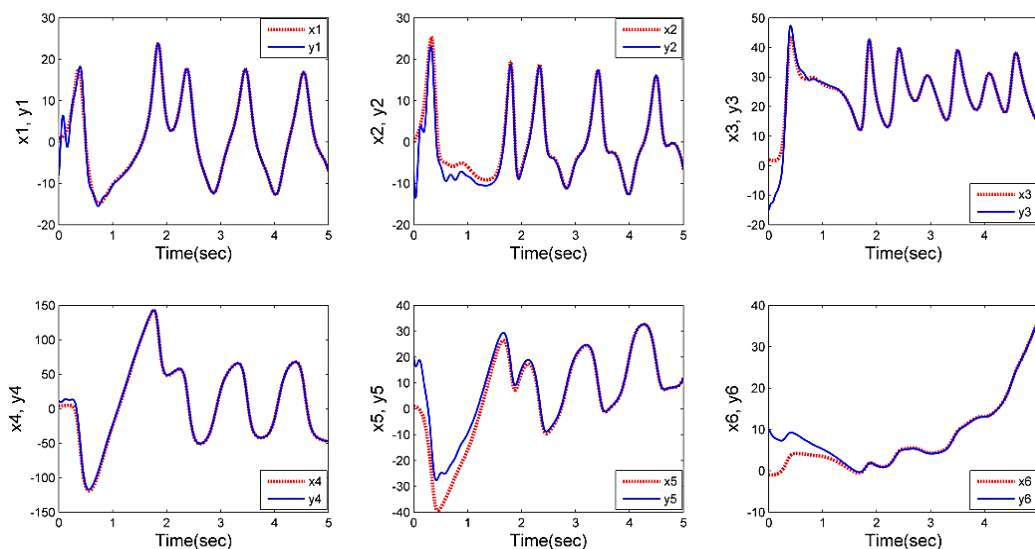 30
20
10
0
-10
-20
x1, y1
0 1 2 3 4 5
Time(sec)
x1
y1
30
20
10
0
-10
-20
x2, y2
0 1 2 3 4 5
Time(sec)
x2
y2
50
40
30
20
10
0
-10
-20
x3, y3
0 1 2 3 4
Time(sec)
x3
y3
150
100
50
0
-50
-100
-150
x4, y4
0 1 2 3 4 5
Time(sec)
x4
y4
40
30
20
10
0
-10
-20
-30
-40
x5, y5
0 1 2 3 4 5
Time(sec)
x5
y5
40
30
20
10
0
-10
x6, y6
0 1 2 3 4
Time(sec)
x6
y6